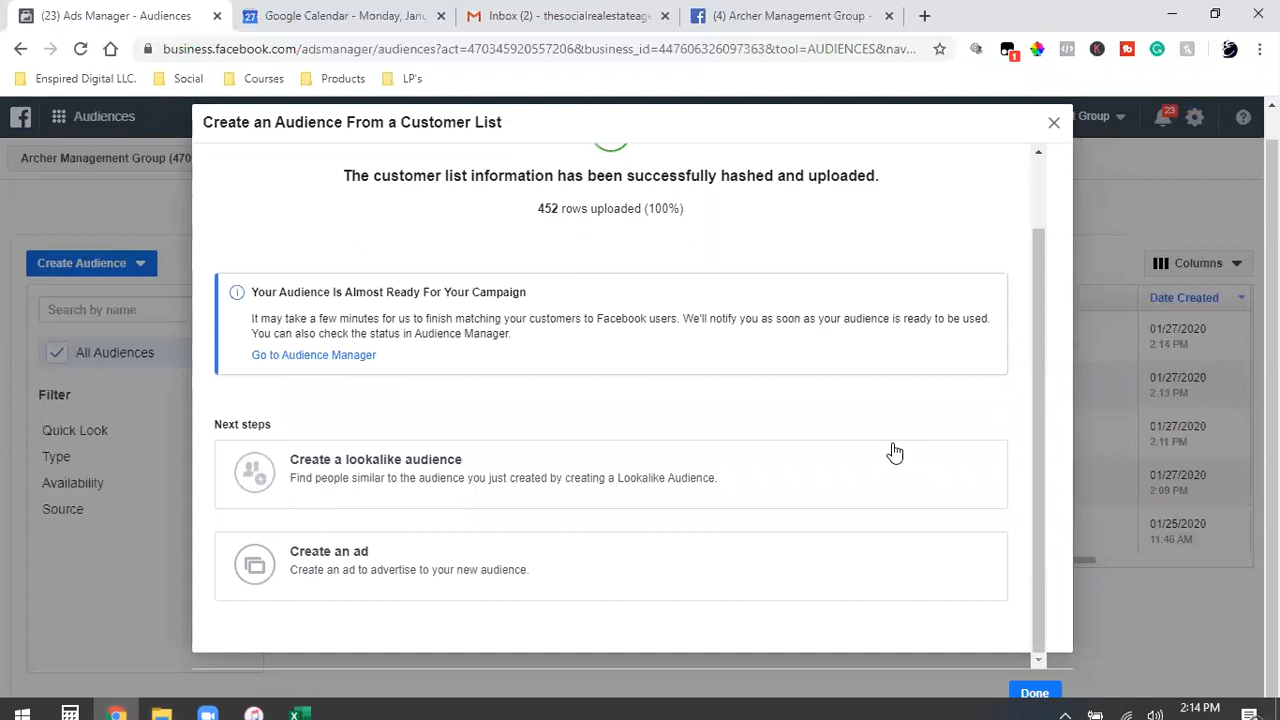 (23) Ads Manager - Audiences
Google Calendar - Monday, Jan
Inbox (2) - thesocialrealestateag
(4) Archer Management Group -
business.facebook.com/adsmanager/audiences?act=470345920557206&business_id=447606326097363&tool=AUDIENCES&nav...
Enspired Digital LLC.
Social
Courses
Products
LP's
Audiences
Create an Audience From a Customer List
Group
23
Archer Management Group (470
The customer list information has been successfully hashed and uploaded.
452 rows uploaded (100%)
Create Audience
Columns
Search by name
All Audiences
Filter
Quick Look
Type
Availability
Source
Your Audience Is Almost Ready For Your Campaign
It may take a few minutes for us to finish matching your customers to Facebook users. We'll notify you as soon as your audience is ready to be used.
You can also check the status in Audience Manager.
Go to Audience Manager
Next steps
Create a lookalike audience
Find people similar to the audience you just created by creating a Lookalike Audience.
Create an ad
Create an ad to advertise to your new audience.
Date Created
01/27/2020
2:14 PM
01/27/2020
2:13 PM
01/27/2020
2:11 PM
01/27/2020
2:09 PM
01/25/2020
11:46 AM
Done
2:14 PM